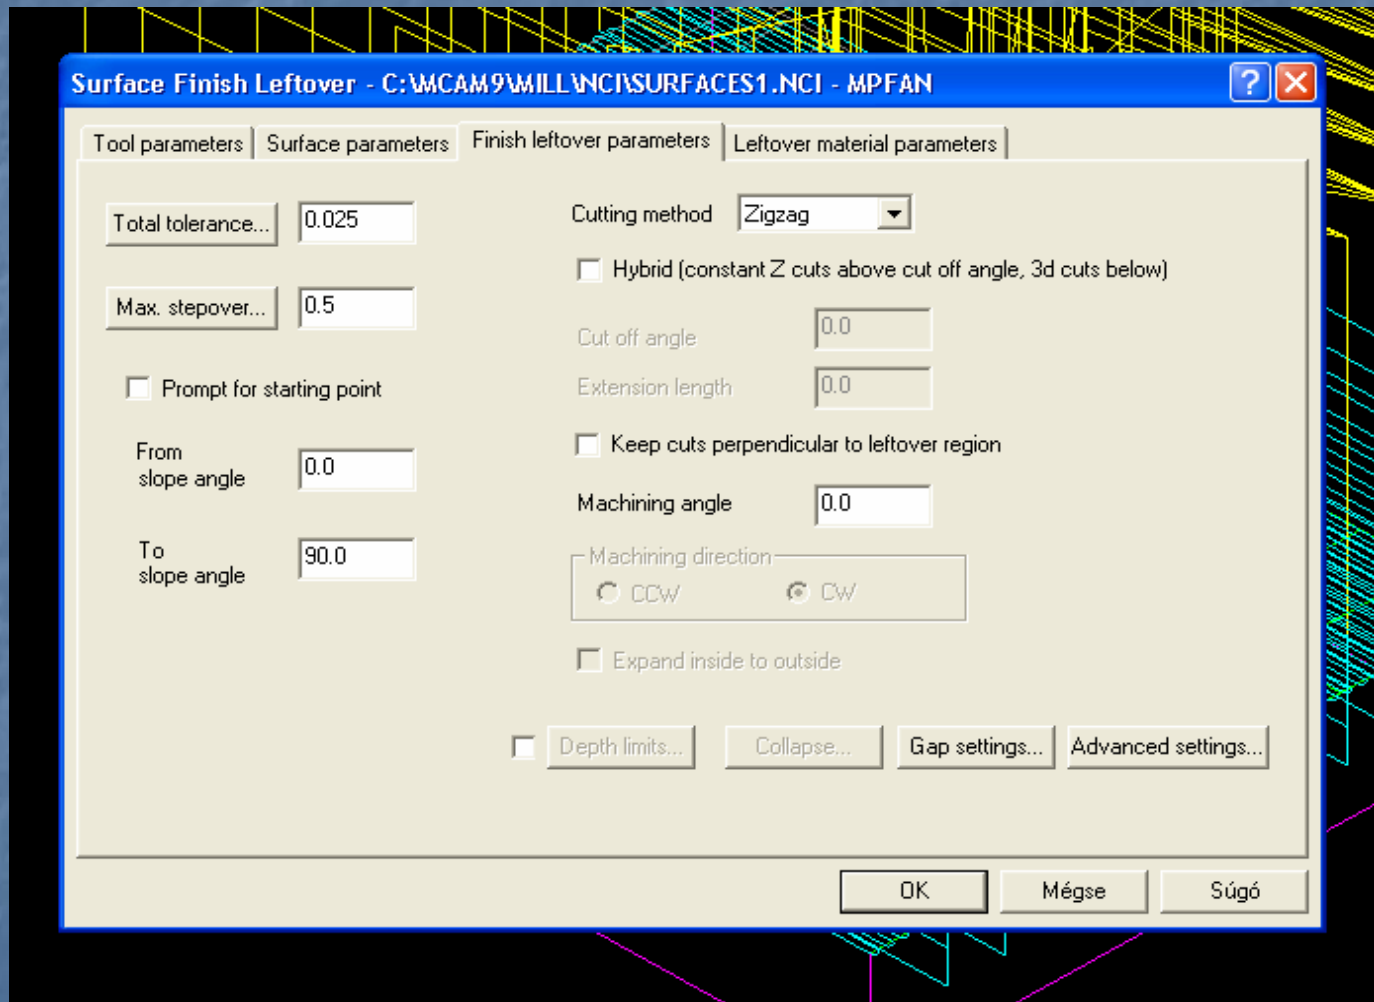 Surface Finish Leftover - C:\MCAM9\MILL\NCI\SURFACES1.NCI - MPFAN
Tool parameters
Surface parameters
Finish leftover parameters
Leftover material parameters
Total tolerance...
0.025
Max. stepover...
0.5
Prompt for starting point
From
slope angle
0.0
To
slope angle
90.0
Cutting method
Zigzag
Hybrid (constant Z cuts above cut off angle, 3d cuts below)
Cut off angle
0.0
Extension length
0.0
Keep cuts perpendicular to leftover region
Machining angle
0.0
Machining direction
CCW
CW
Expand inside to outside
Depth limits...
Collapse...
Gap settings...
Advanced settings...
OK
Mégse
Súgó